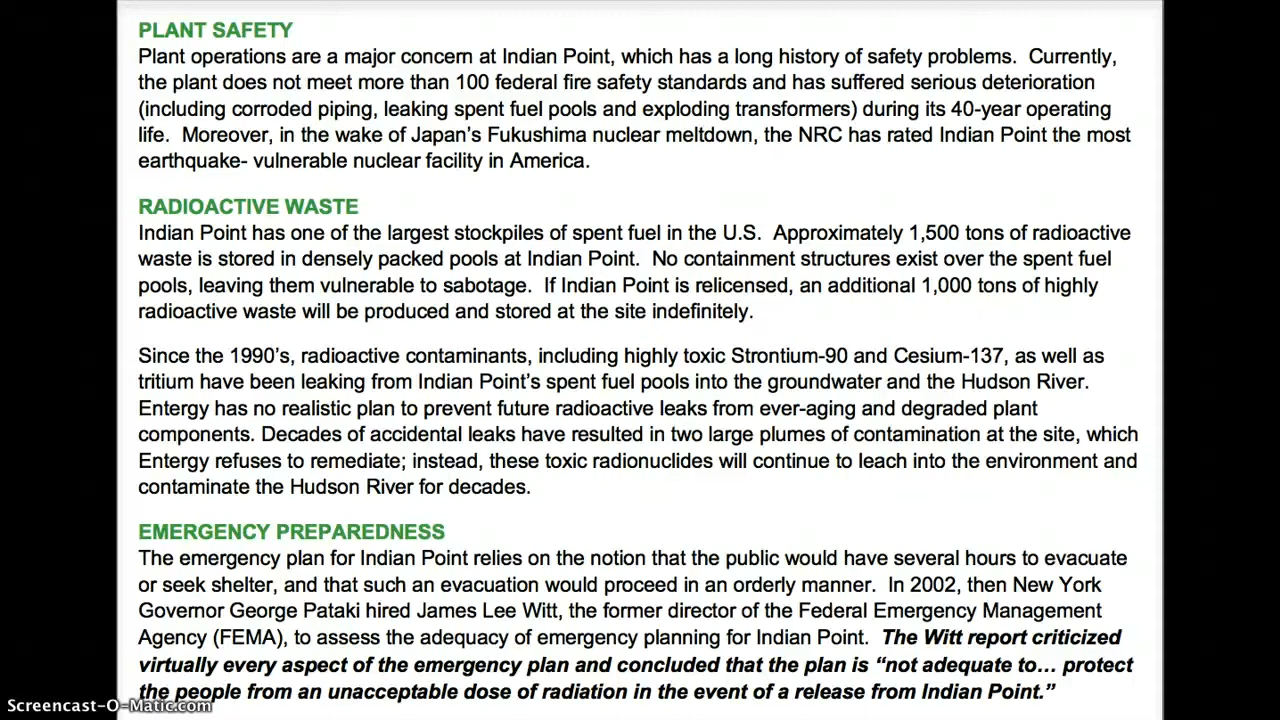 PLANT SAFETY
Plant operations are a major concern at Indian Point, which has a long history of safety problems.  Currently,
the plant does not meet more than 100 federal fire safety standards and has suffered serious deterioration
(including corroded piping, leaking spent fuel pools and exploding transformers) during its 40-year operating
life.  Moreover, in the wake of Japan's Fukushima nuclear meltdown, the NRC has rated Indian Point the most
earthquake- vulnerable nuclear facility in America.
RADIOACTIVE WASTE
Indian Point has one of the largest stockpiles of spent fuel in the U.S.  Approximately 1,500 tons of radioactive
waste is stored in densely packed pools at Indian Point.  No containment structures exist over the spent fuel
pools, leaving them vulnerable to sabotage.  If Indian Point is relicensed, an additional 1,000 tons of highly
radioactive waste will be produced and stored at the site indefinitely.
Since the 1990's, radioactive contaminants, including highly toxic Strontium-90 and Cesium-137, as well as
tritium have been leaking from Indian Point's spent fuel pools into the groundwater and the Hudson River.
Entergy has no realistic plan to prevent future radioactive leaks from ever-aging and degraded plant
components. Decades of accidental leaks have resulted in two large plumes of contamination at the site, which
Entergy refuses to remediate; instead, these toxic radionuclides will continue to leach into the environment and
contaminate the Hudson River for decades.
EMERGENCY PREPAREDNESS
The emergency plan for Indian Point relies on the notion that the public would have several hours to evacuate
or seek shelter, and that such an evacuation would proceed in an orderly manner.  In 2002, then New York
Governor George Pataki hired James Lee Witt, the former director of the Federal Emergency Management
Agency (FEMA), to assess the adequacy of emergency planning for Indian Point.  The Witt report criticized
virtually every aspect of the emergency plan and concluded that the plan is “not adequate to… protect
the people from an unacceptable dose of radiation in the event of a release from Indian Point.”
Screencast-O-Matic.com